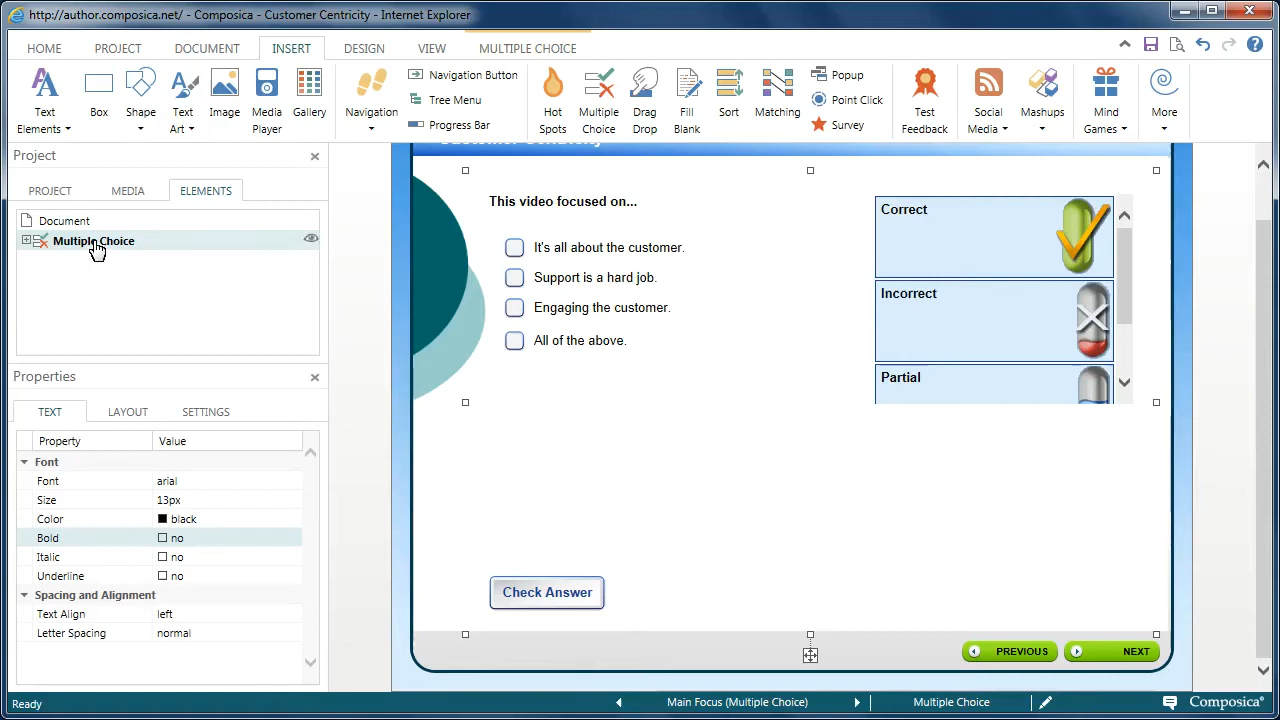 http://author.composica.net/ - Composica - Customer Centricity - Internet Explorer
HOME PROJECT DOCUMENT INSERT DESIGN VIEW MULTIPLE CHOICE
Text Elements
Box
Shape
Text Art
Image
Media Player
Gallery
Navigation
Navigation Button
Tree Menu
Progress Bar
Hot Spots
Multiple Choice
Drag Drop
Fill Blank
Sort
Matching
Popup
Point Click
Survey
Test Feedback
Social Media
Mashups
Mind Games
More
Project
PROJECT MEDIA ELEMENTS
Document
Multiple Choice
Properties
TEXT LAYOUT SETTINGS
Property Value
Font
Font arial
Size 13px
Color black
Bold no
Italic no
Underline no
Spacing and Alignment
Text Align left
Letter Spacing normal
Customer Centricity
This video focused on...
It's all about the customer.
Support is a hard job.
Engaging the customer.
All of the above.
Correct
Incorrect
Partial
Check Answer
PREVIOUS NEXT
Ready Main Focus (Multiple Choice) Multiple Choice Composica